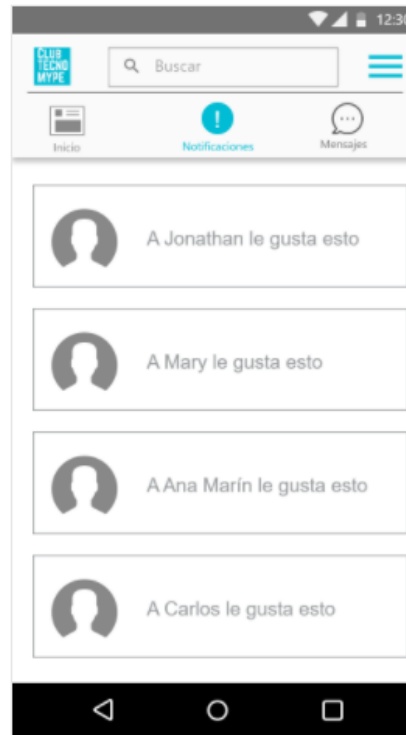 12:30
CLUB
TECNO
MYPE
Buscar
Inicio
Notificaciones
Mensajes
A Jonathan le gusta esto
A Mary le gusta esto
A Ana Marín le gusta esto
A Carlos le gusta esto